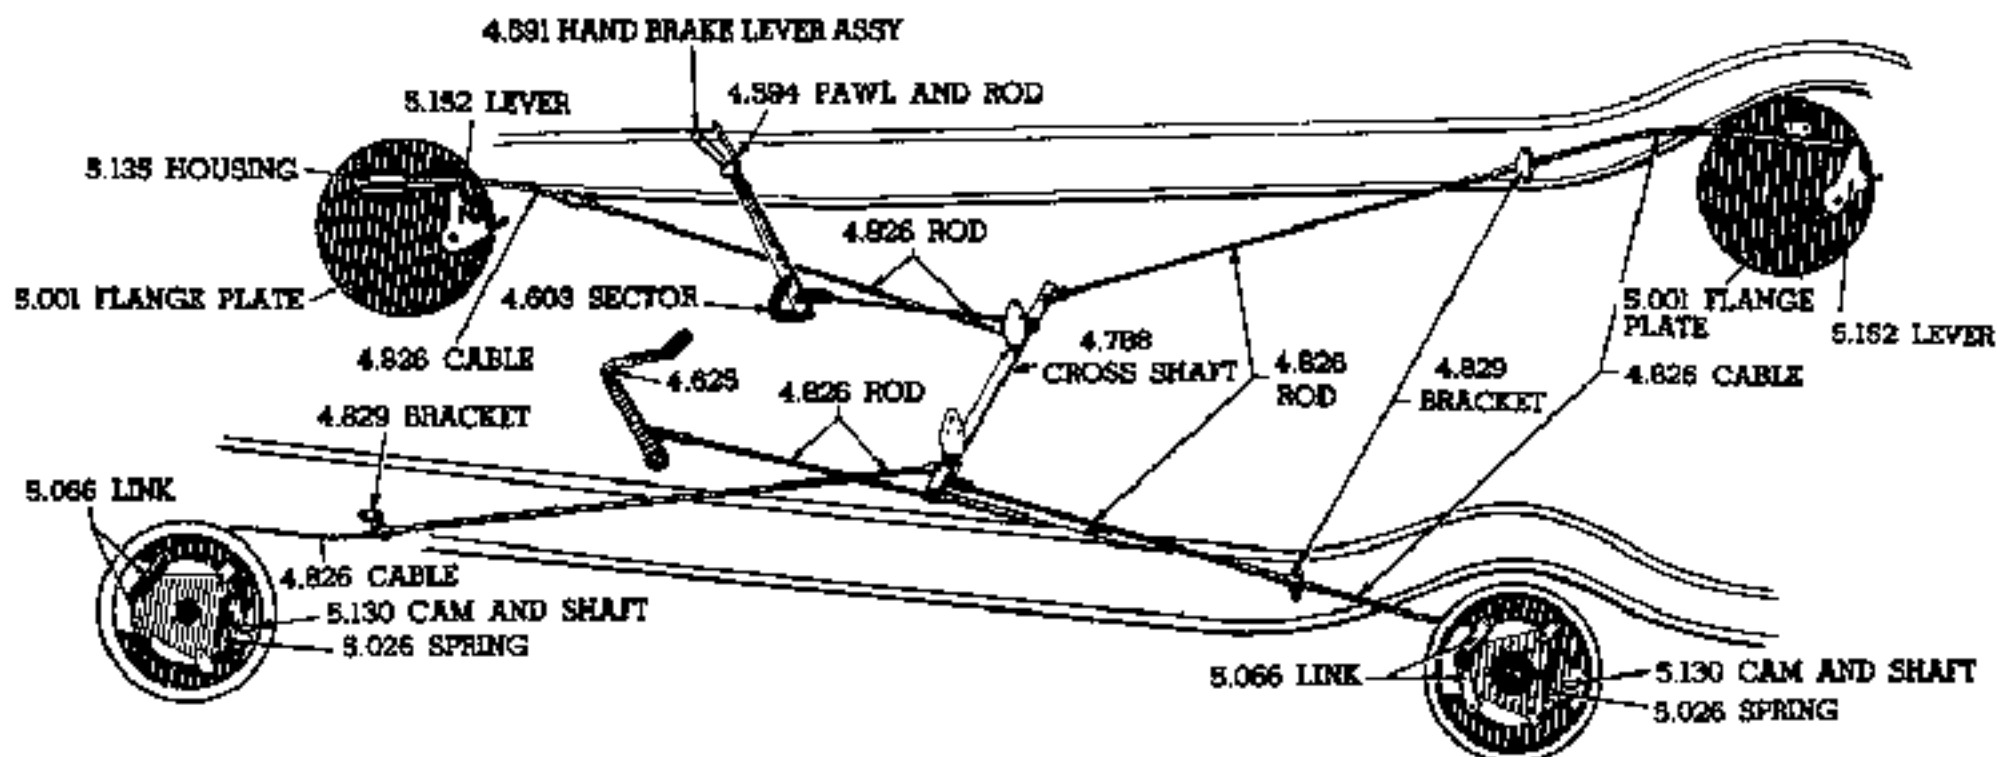 4.591 HAND BRAKE LEVER ASSY
4.594 PAWL AND ROD
5.152 LEVER
5.135 HOUSING
5.001 FLANGE PLATE
4.826 CABLE
4.603 SECTOR
4.826 ROD
4.788
CROSS SHAFT
4.826
ROD
4.829
BRACKET
5.001 FLANGE
PLATE
5.152 LEVER
4.826 CABLE
4.625
4.826 ROD
4.829 BRACKET
5.066 LINK
4.826 CABLE
5.130 CAM AND SHAFT
5.026 SPRING
5.066 LINK
5.130 CAM AND SHAFT
5.026 SPRING